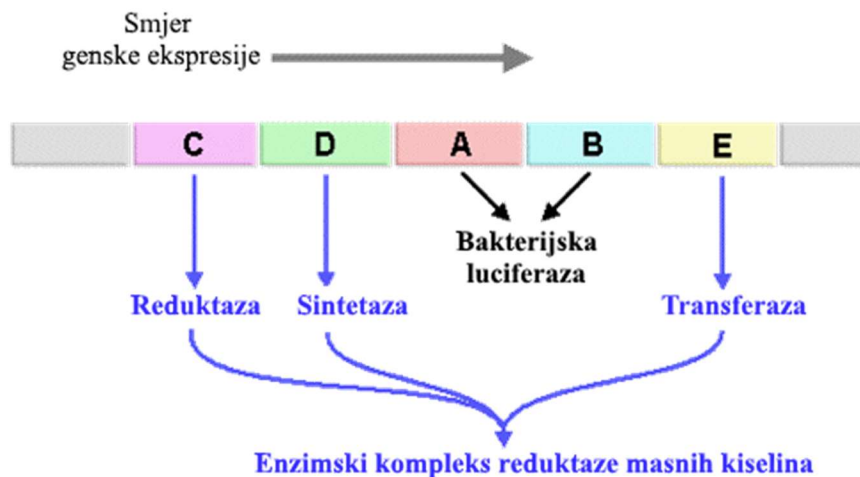 Smjer
genske ekspresije
C D A B E
Bakterijska
luciferaza
Reduktaza Sintetaza Transferaza
Enzimski kompleks reduktaze masnih kiselina